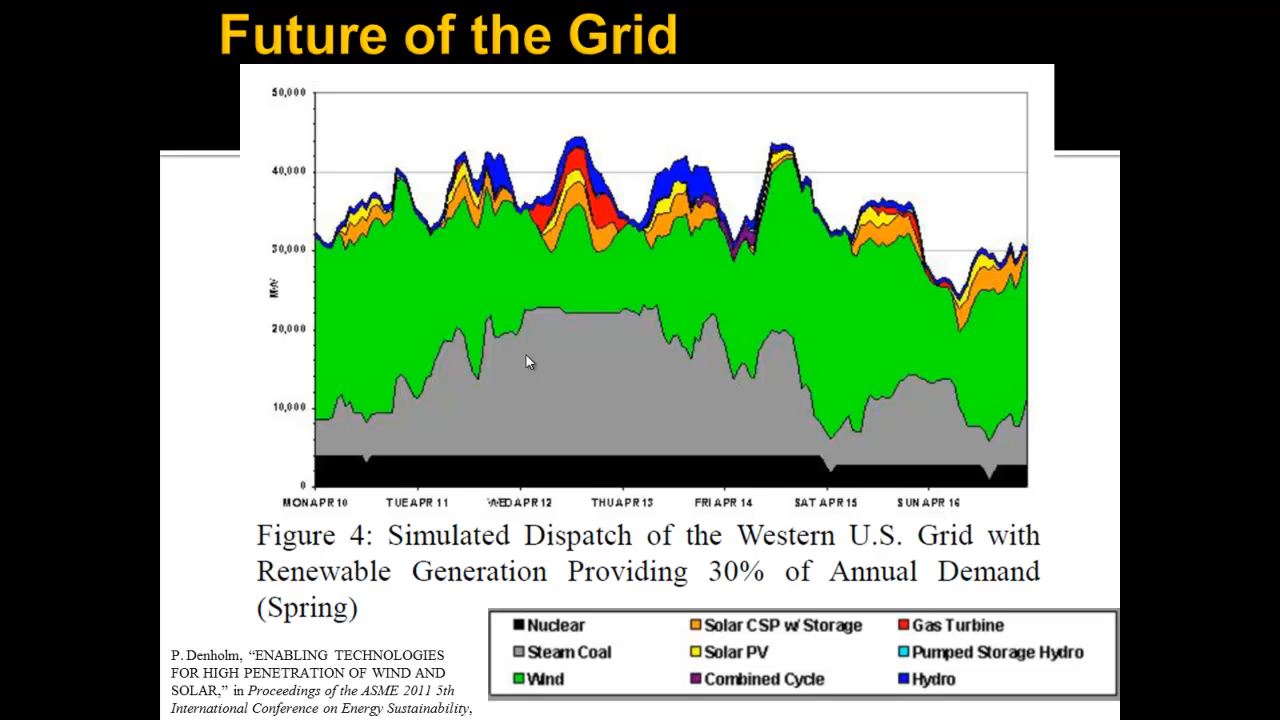 Future of the Grid
50,000
40,000
30,000
20,000
10,000
0
MW
MON APR 10 TUE APR 11 WED APR 12 THU APR 13 FRI APR 14 SAT APR 15 SUN APR 16
Figure 4: Simulated Dispatch of the Western U.S. Grid with
Renewable Generation Providing 30% of Annual Demand
(Spring)
Nuclear Solar CSP w/ Storage Gas Turbine
Steam Coal Solar PV Pumped Storage Hydro
Wind Combined Cycle Hydro
P. Denholm, “ENABLING TECHNOLOGIES
FOR HIGH PENETRATION OF WIND AND
SOLAR,” in Proceedings of the ASME 2011 5th
International Conference on Energy Sustainability,